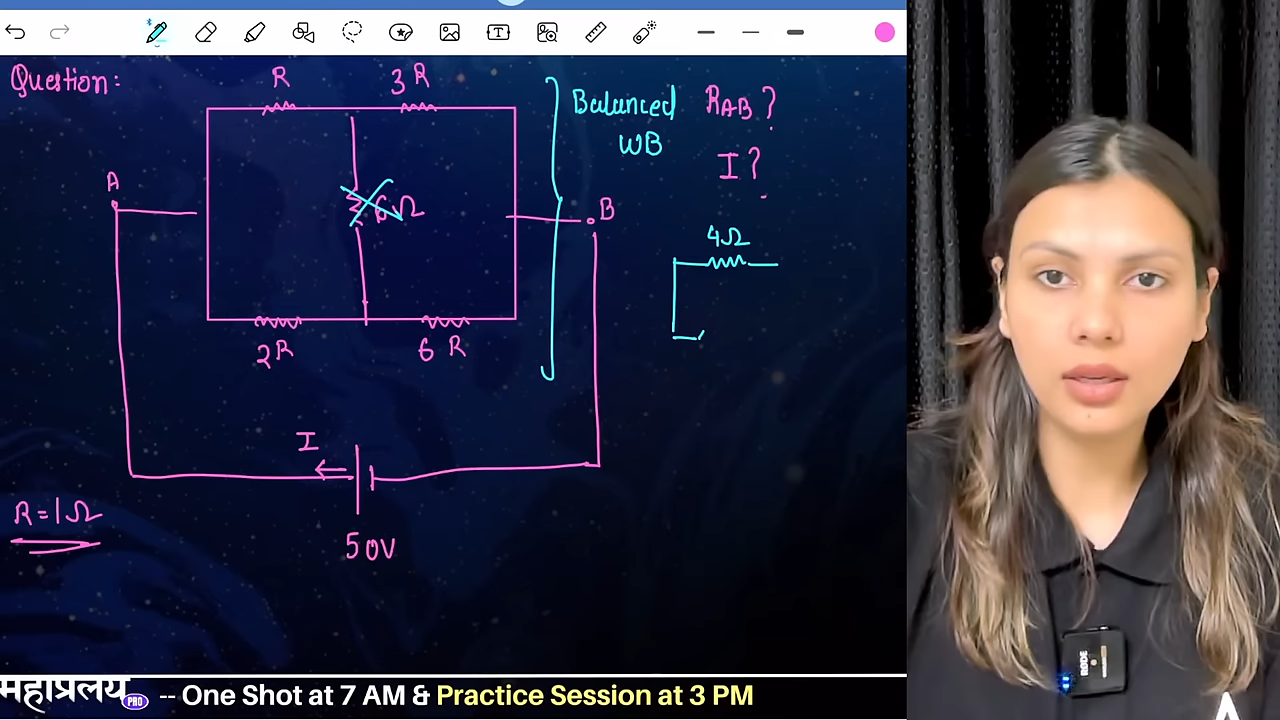 Question:
R
3R
Balanced
WB
RAB?
I?
A
6Ω
B
4Ω
2R
6R
I
R=1Ω
50V
महाप्रलय PRO -- One Shot at 7 AM & Practice Session at 3 PM
RØDE